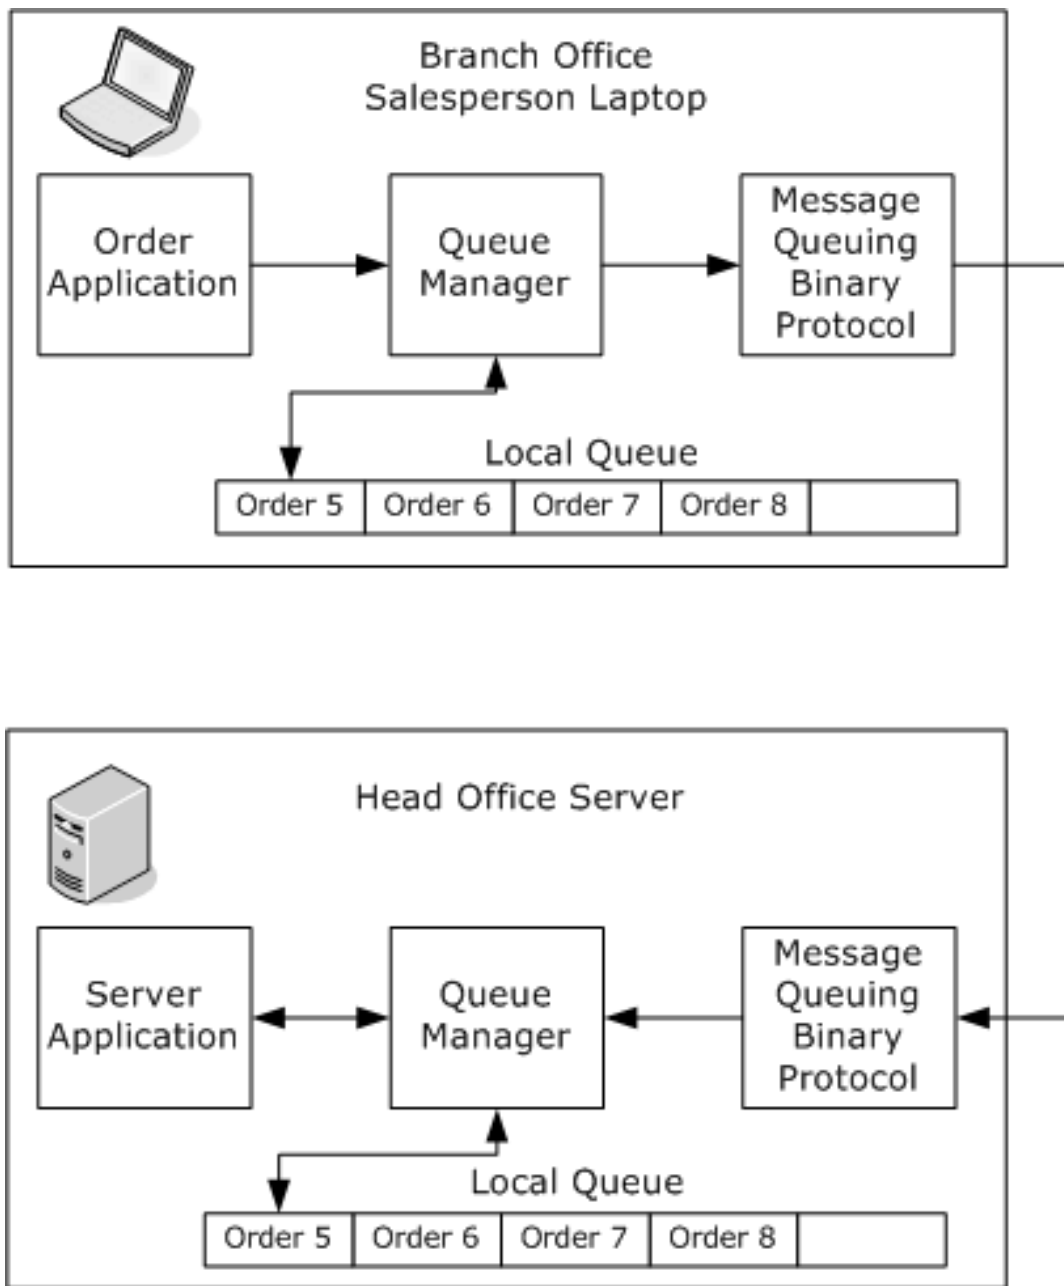 Branch Office
Salesperson Laptop
Order
Application
Queue
Manager
Message
Queuing
Binary
Protocol
Local Queue
Order 5
Order 6
Order 7
Order 8
Head Office Server
Server
Application
Queue
Manager
Message
Queuing
Binary
Protocol
Local Queue
Order 5
Order 6
Order 7
Order 8